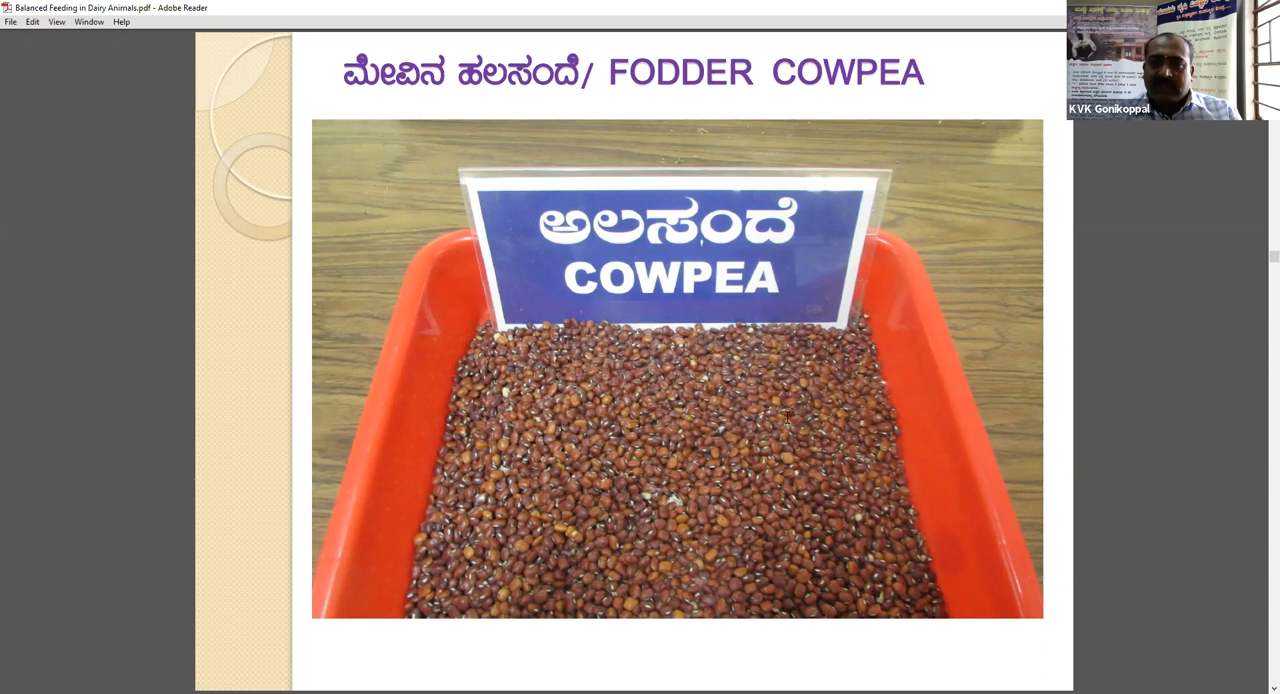 Balanced Feeding in Dairy Animals.pdf - Adobe Reader
File Edit View Window Help
ಮೇವಿನ ಹಲಸಂದೆ/ FODDER COWPEA
KVK Gonikoppal
ಅಲಸಂದೆ
COWPEA